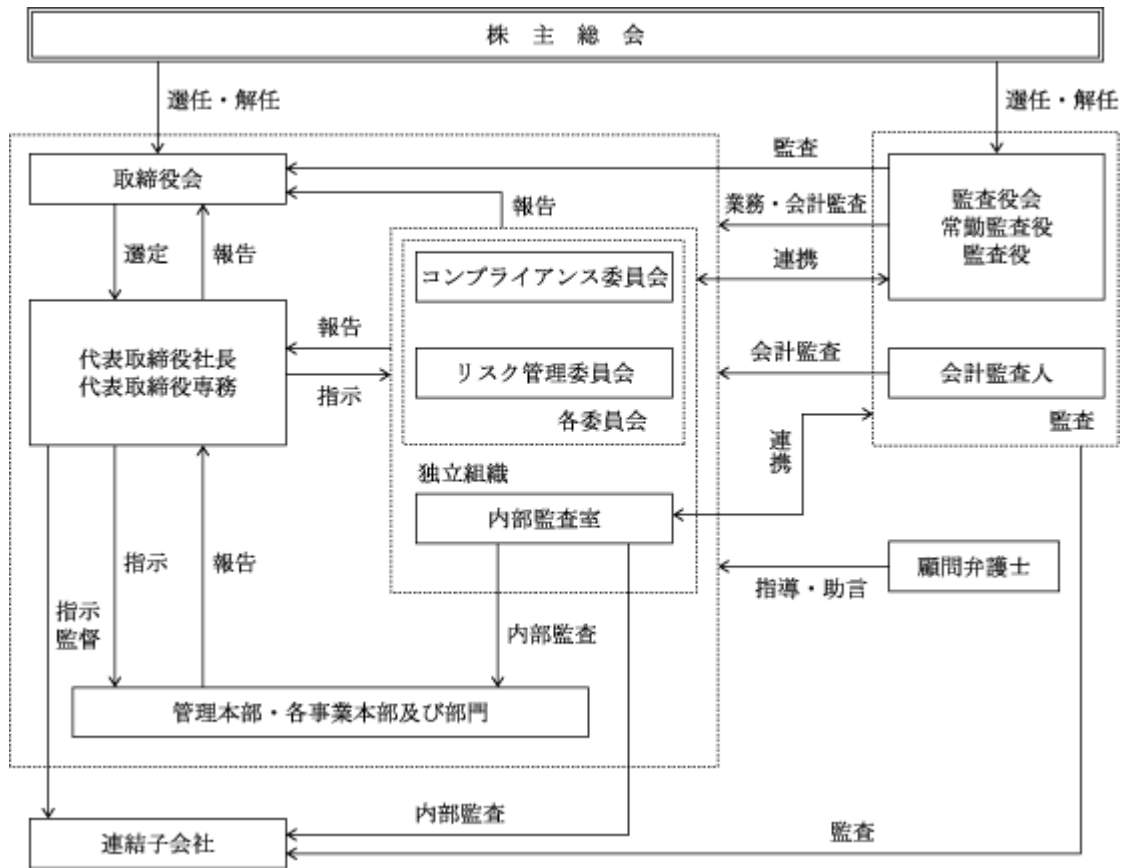 株主総会
選任・解任
選任・解任
取締役会
監査
監査役会
常勤監査役
監査役
報告
業務・会計監査
選定
報告
コンプライアンス委員会
連携
代表取締役社長
代表取締役専務
報告
指示
リスク管理委員会
各委員会
会計監査
会計監査人
監査
連携
独立組織
内部監査室
指示
報告
顧問弁護士
指導・助言
指示
監督
内部監査
管理本部・各事業本部及び部門
内部監査
監査
連結子会社